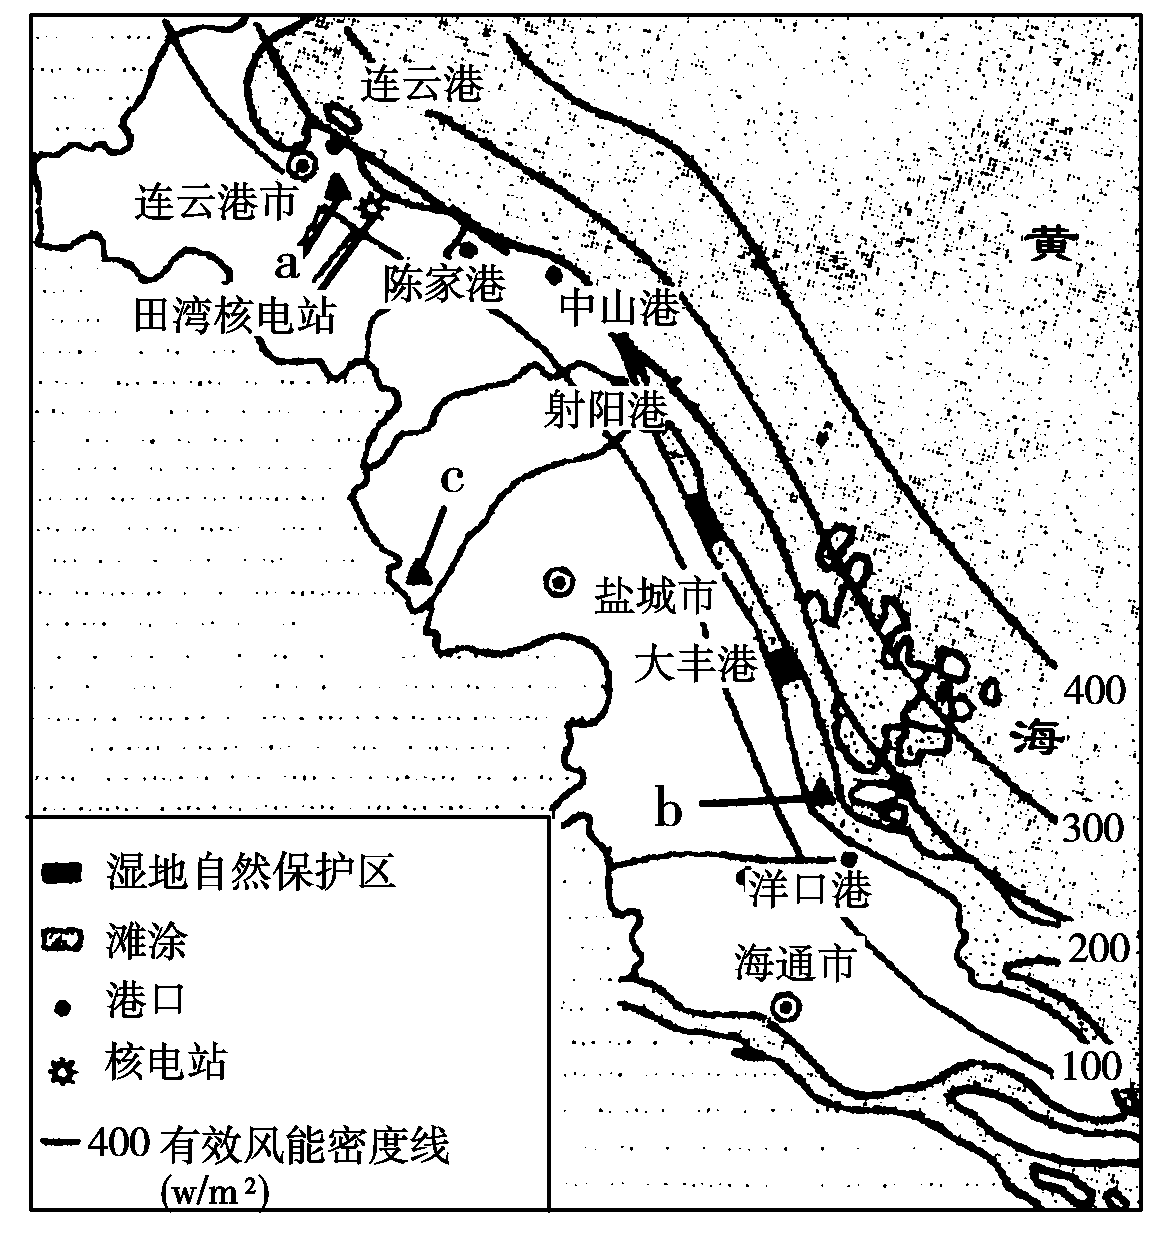 连云港
黄
连云港市
a
陈家港
田湾核电站
中山港
射阳港
c
盐城市
大丰港
400
海
b
300
洋口港
200
海通市
100
湿地自然保护区
滩涂
港口
核电站
400 有效风能密度线
(w/m²)